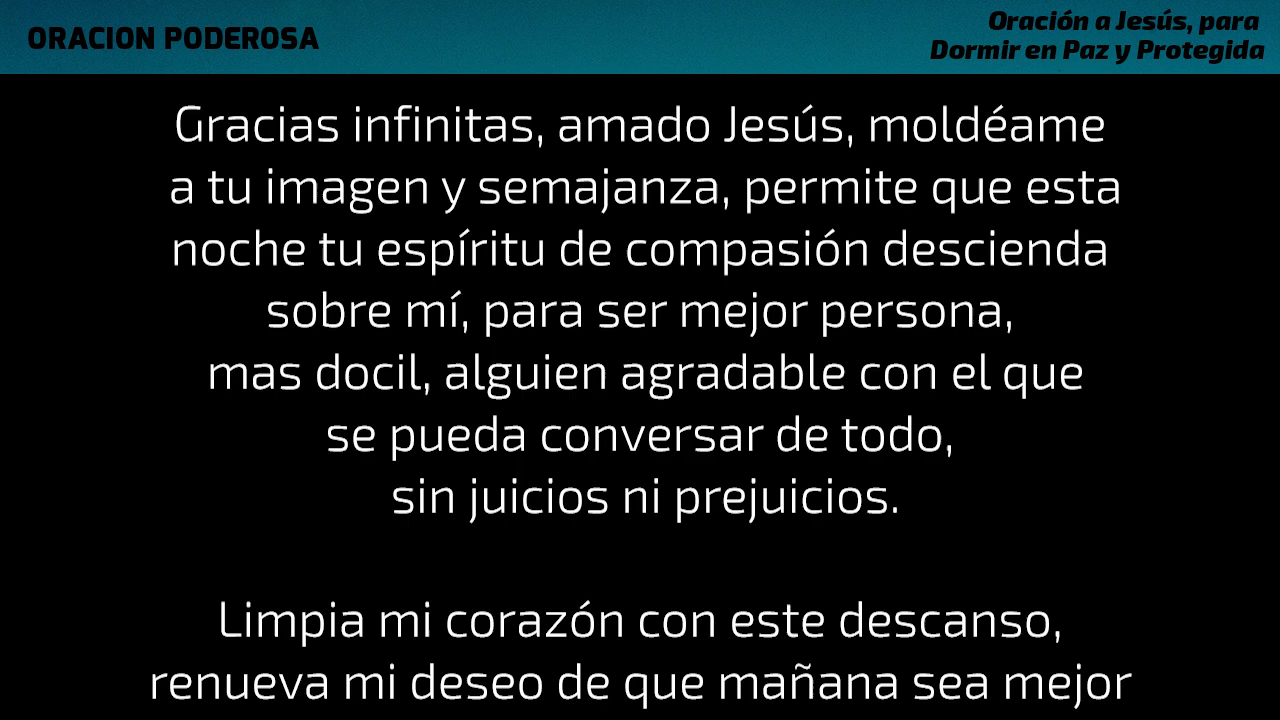 ORACION PODEROSA
Oración a Jesús, para
Dormir en Paz y Protegida
Gracias infinitas, amado Jesús, moldéame
a tu imagen y semajanza, permite que esta
noche tu espíritu de compasión descienda
sobre mí, para ser mejor persona,
mas docil, alguien agradable con el que
se pueda conversar de todo,
sin juicios ni prejuicios.
Limpia mi corazón con este descanso,
renueva mi deseo de que mañana sea mejor